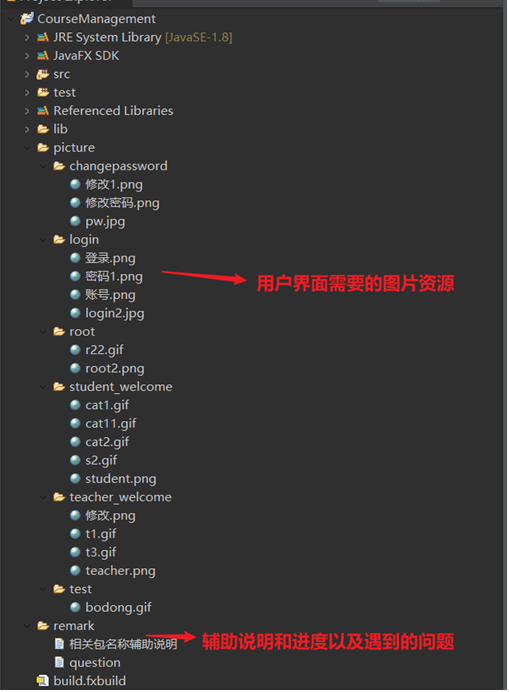 Project Explorer
CourseManagement
JRE System Library [JavaSE-1.8]
JavaFX SDK
src
test
Referenced Libraries
lib
picture
changepassword
修改1.png
修改密码.png
pw.jpg
login
登录.png
密码1.png
用户界面需要的图片资源
账号.png
login2.jpg
root
r22.gif
root2.png
student_welcome
cat1.gif
cat11.gif
cat2.gif
s2.gif
student.png
teacher_welcome
修改.png
t1.gif
t3.gif
teacher.png
test
bodong.gif
remark
相关包名称辅助说明
辅助说明和进度以及遇到的问题
question
build.fxbuild